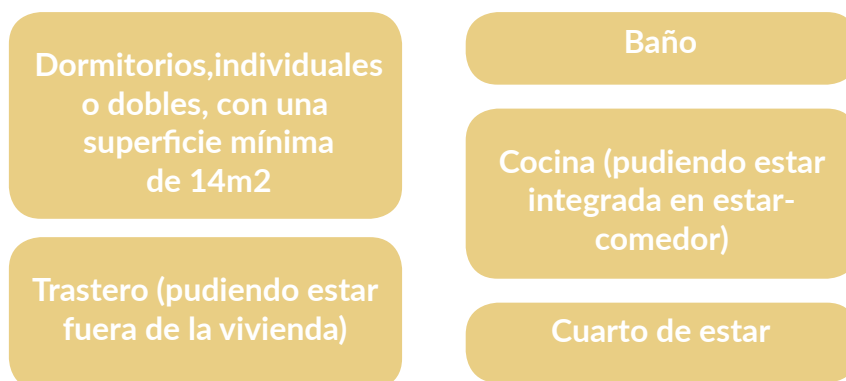 Dormitorios,individuales
o dobles, con una
superficie mínima
de 14m2
Trastero (pudiendo estar
fuera de la vivienda)
Baño
Cocina (pudiendo estar
integrada en estar-
comedor)
Cuarto de estar